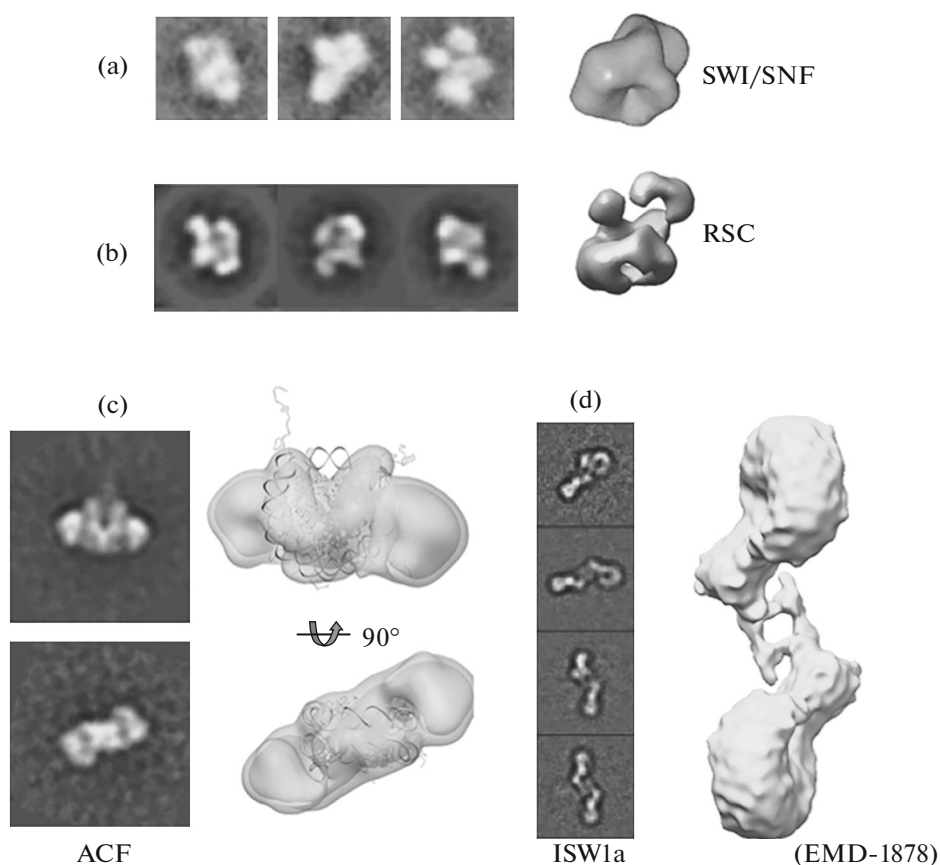 (a)
SWI/SNF
(b)
RSC
(c)
(d)
90°
ACF
ISW1a
(EMD-1878)